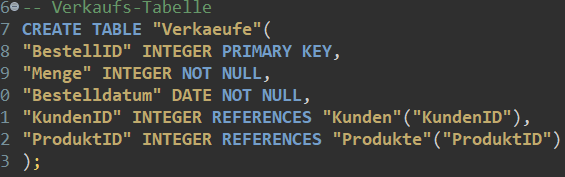 6 -- Verkaufs-Tabelle
7 CREATE TABLE "Verkaeufe"(
8 "BestellID" INTEGER PRIMARY KEY,
9 "Menge" INTEGER NOT NULL,
0 "Bestelldatum" DATE NOT NULL,
1 "KundenID" INTEGER REFERENCES "Kunden"("KundenID"),
2 "ProduktID" INTEGER REFERENCES "Produkte"("ProduktID")
3 );